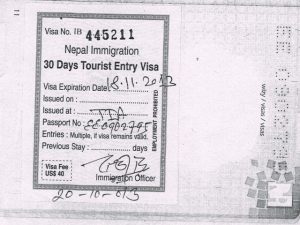 Visa No. IB 445211
Nepal Immigration
30 Days Tourist Entry Visa
Visa Expiration Date: 18.11.2013
Issued on :
Issued at : TIA
Passport No :
Entries : Multiple, if visa remains valid.
Previous Stay : days
Visa Fee
US$ 40
Immigration Officer
20-10-013
EMPLOYMENT PROHIBITED